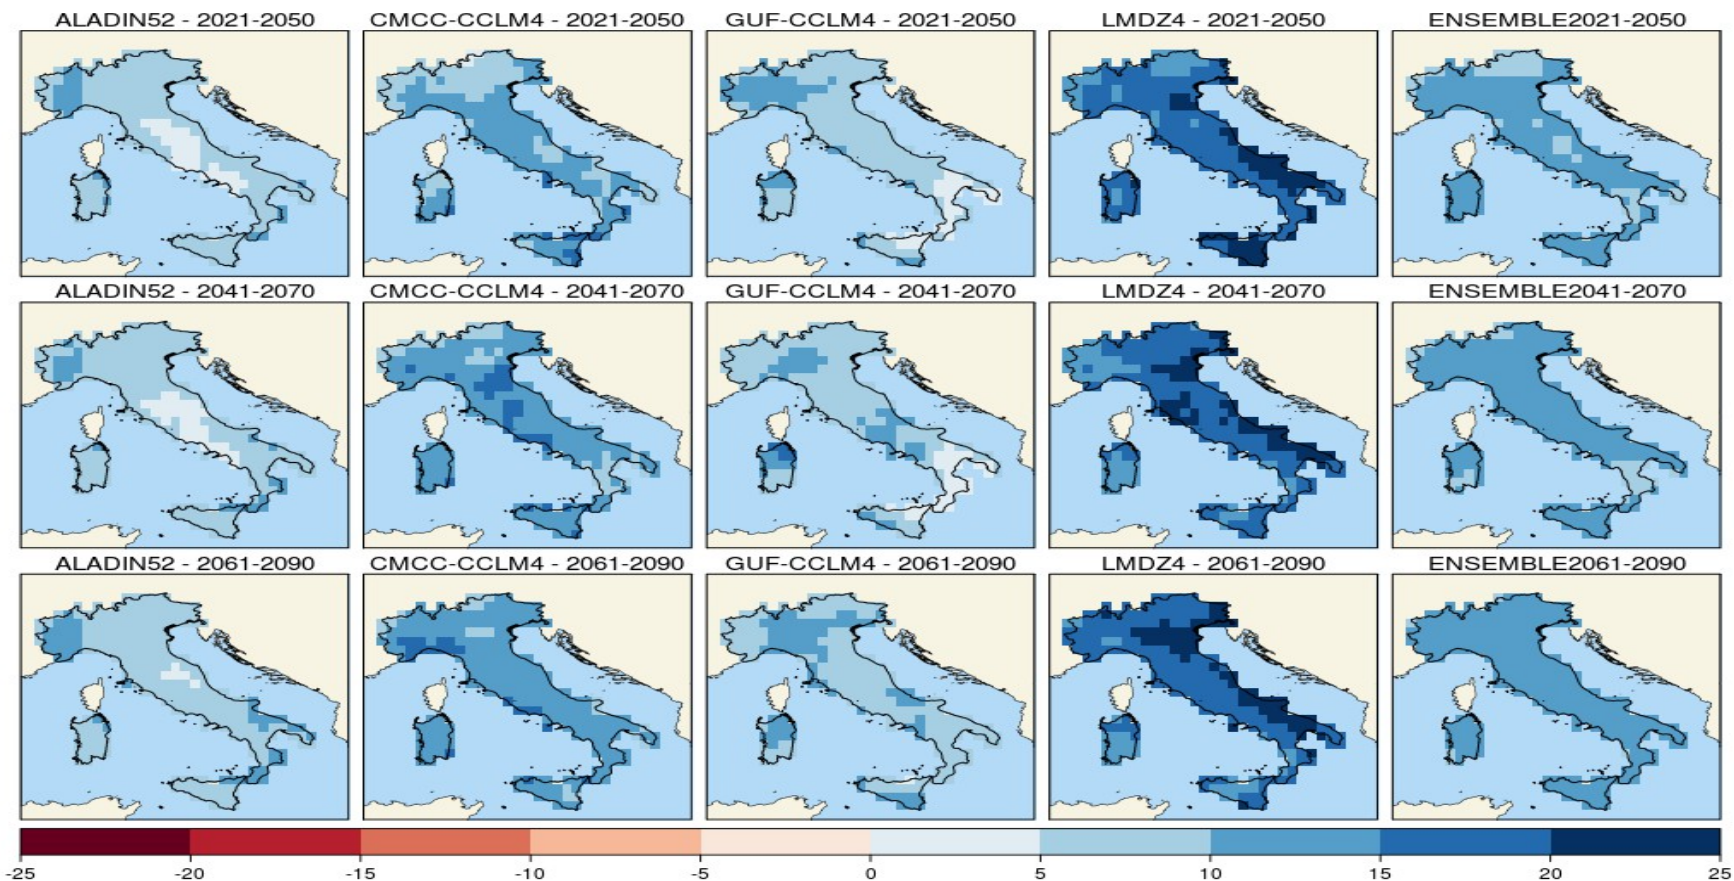 ALADIN52 - 2021-2050 CMCC-CCLM4 - 2021-2050 GUF-CCLM4 - 2021-2050 LMDZ4 - 2021-2050 ENSEMBLE2021-2050
ALADIN52 - 2041-2070 CMCC-CCLM4 - 2041-2070 GUF-CCLM4 - 2041-2070 LMDZ4 - 2041-2070 ENSEMBLE2041-2070
ALADIN52 - 2061-2090 CMCC-CCLM4 - 2061-2090 GUF-CCLM4 - 2061-2090 LMDZ4 - 2061-2090 ENSEMBLE2061-2090
-25 -20 -15 -10 -5 0 5 10 15 20 25